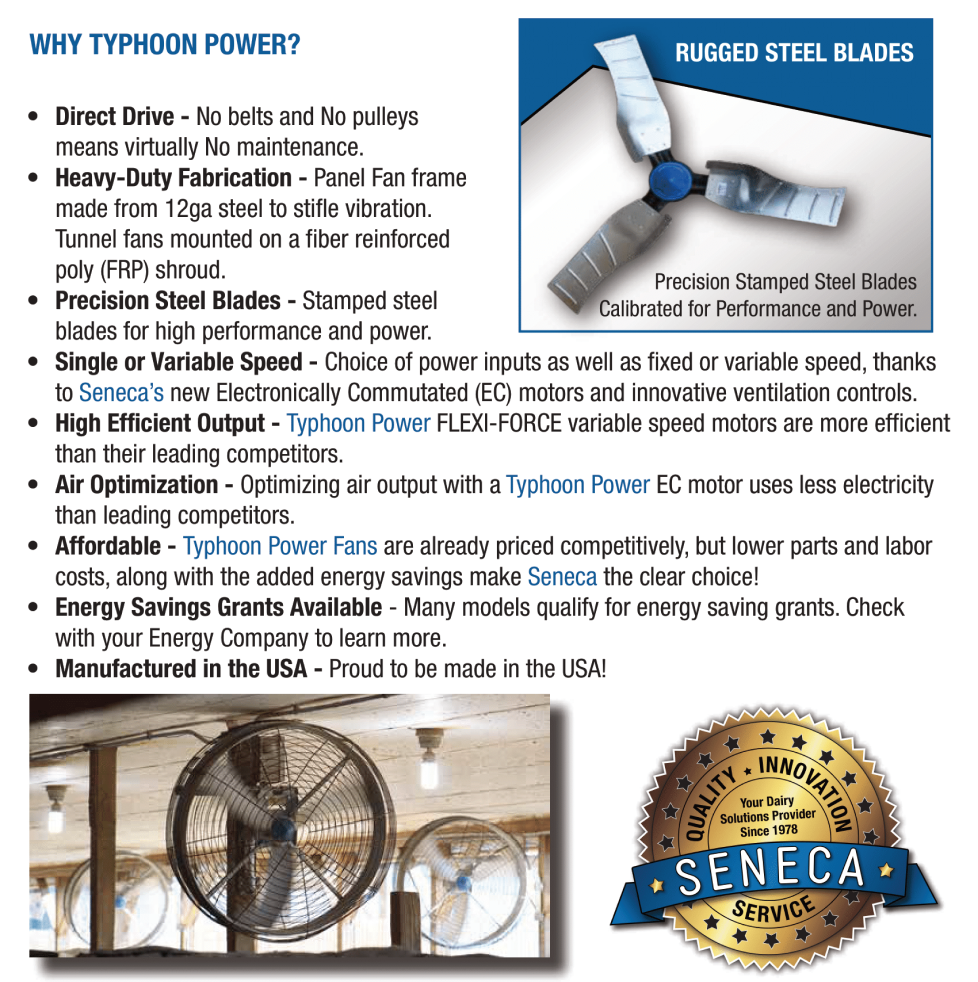 WHY TYPHOON POWER?
RUGGED STEEL BLADES
Precision Stamped Steel Blades
Calibrated for Performance and Power.
• Direct Drive - No belts and No pulleys
means virtually No maintenance.
• Heavy-Duty Fabrication - Panel Fan frame
made from 12ga steel to stifle vibration.
Tunnel fans mounted on a fiber reinforced
poly (FRP) shroud.
• Precision Steel Blades - Stamped steel
blades for high performance and power.
• Single or Variable Speed - Choice of power inputs as well as fixed or variable speed, thanks
to Seneca's new Electronically Commutated (EC) motors and innovative ventilation controls.
• High Efficient Output - Typhoon Power FLEXI-FORCE variable speed motors are more efficient
than their leading competitors.
• Air Optimization - Optimizing air output with a Typhoon Power EC motor uses less electricity
than leading competitors.
• Affordable - Typhoon Power Fans are already priced competitively, but lower parts and labor
costs, along with the added energy savings make Seneca the clear choice!
• Energy Savings Grants Available - Many models qualify for energy saving grants. Check
with your Energy Company to learn more.
• Manufactured in the USA - Proud to be made in the USA!
QUALITY ★ INNOVATION
Your Dairy
Solutions Provider
Since 1978
SENECA
SERVICE